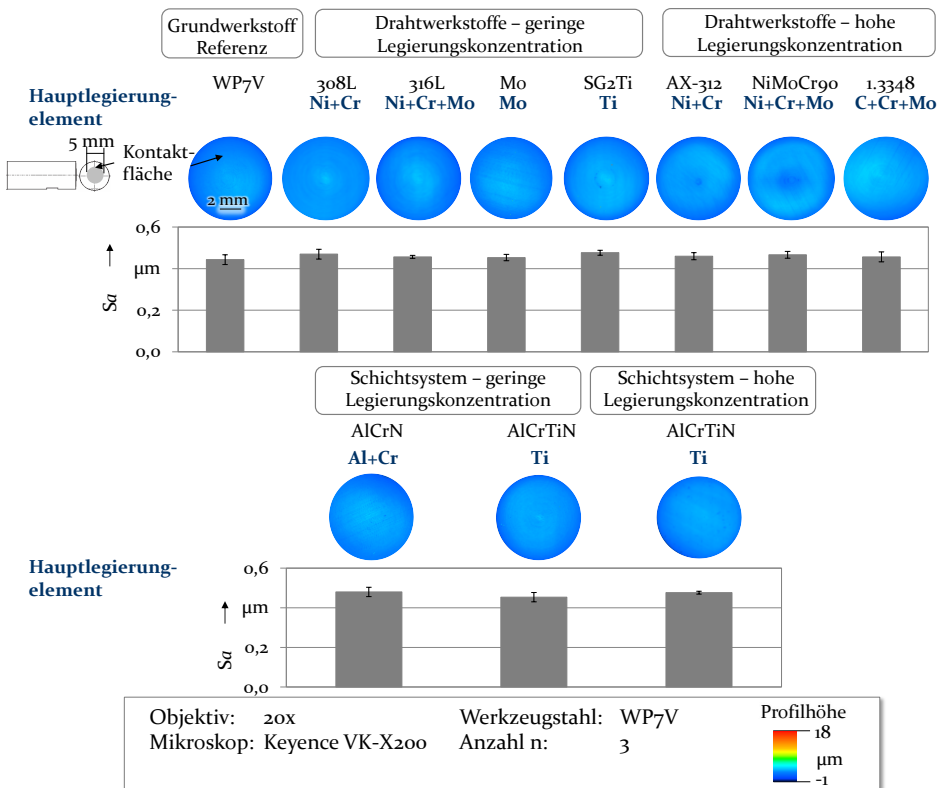 Grundwerkstoff
Referenz
Drahtwerkstoffe – geringe
Legierungskonzentration
Drahtwerkstoffe – hohe
Legierungskonzentration
Hauptlegierung-
element
WP7V
308L
Ni+Cr
316L
Ni+Cr+Mo
Mo
Mo
SG2Ti
Ti
AX-312
Ni+Cr
NiMoCr90
Ni+Cr+Mo
1.3348
C+Cr+Mo
5 mm
Kontakt-
fläche
2 mm
0,6
µm
0,2
0,0
Sa
Schichtsystem – geringe
Legierungskonzentration
Schichtsystem – hohe
Legierungskonzentration
AlCrN
Al+Cr
AlCrTiN
Ti
AlCrTiN
Ti
Hauptlegierung-
element
0,6
µm
0,2
0,0
Sa
Objektiv: 20x
Mikroskop: Keyence VK-X200
Werkzeugstahl: WP7V
Anzahl n: 3
Profilhöhe
18
µm
-1